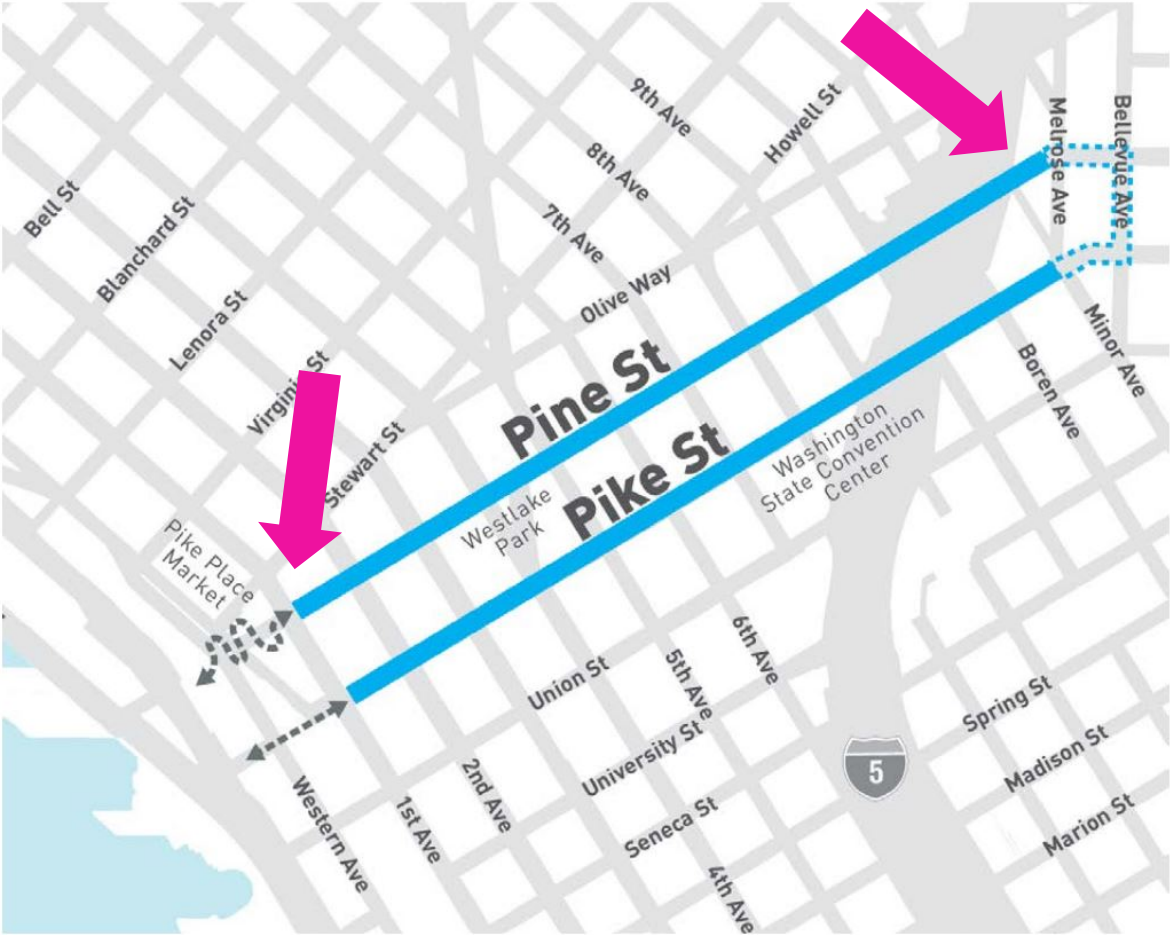 9th Ave
Howell St
Melrose Ave
Bellevue Ave
8th Ave
Bell St
7th Ave
Blanchard St
Olive Way
Lenora St
Minor Ave
Pine St
Boren Ave
Virgini St
Washington
State Convention
Center
Pike St
Stewart St
Westlake
Park
Pike Place
Market
6th Ave
5th Ave
Union St
Spring St
University St
Madison St
5
2nd Ave
Western Ave
1st Ave
Seneca St
Marion St
4th Ave